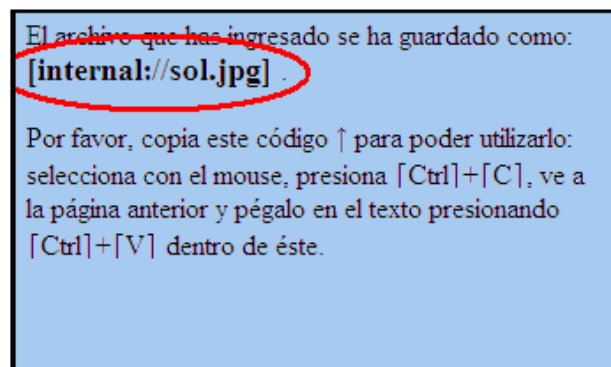 El archivo que has ingresado se ha guardado como:
[internal://sol.jpg] .
Por favor, copia este código ↑ para poder utilizarlo:
selecciona con el mouse, presiona ⌈Ctrl⌉+⌈C⌉, ve a
la página anterior y pégalo en el texto presionando
⌈Ctrl⌉+⌈V⌉ dentro de éste.